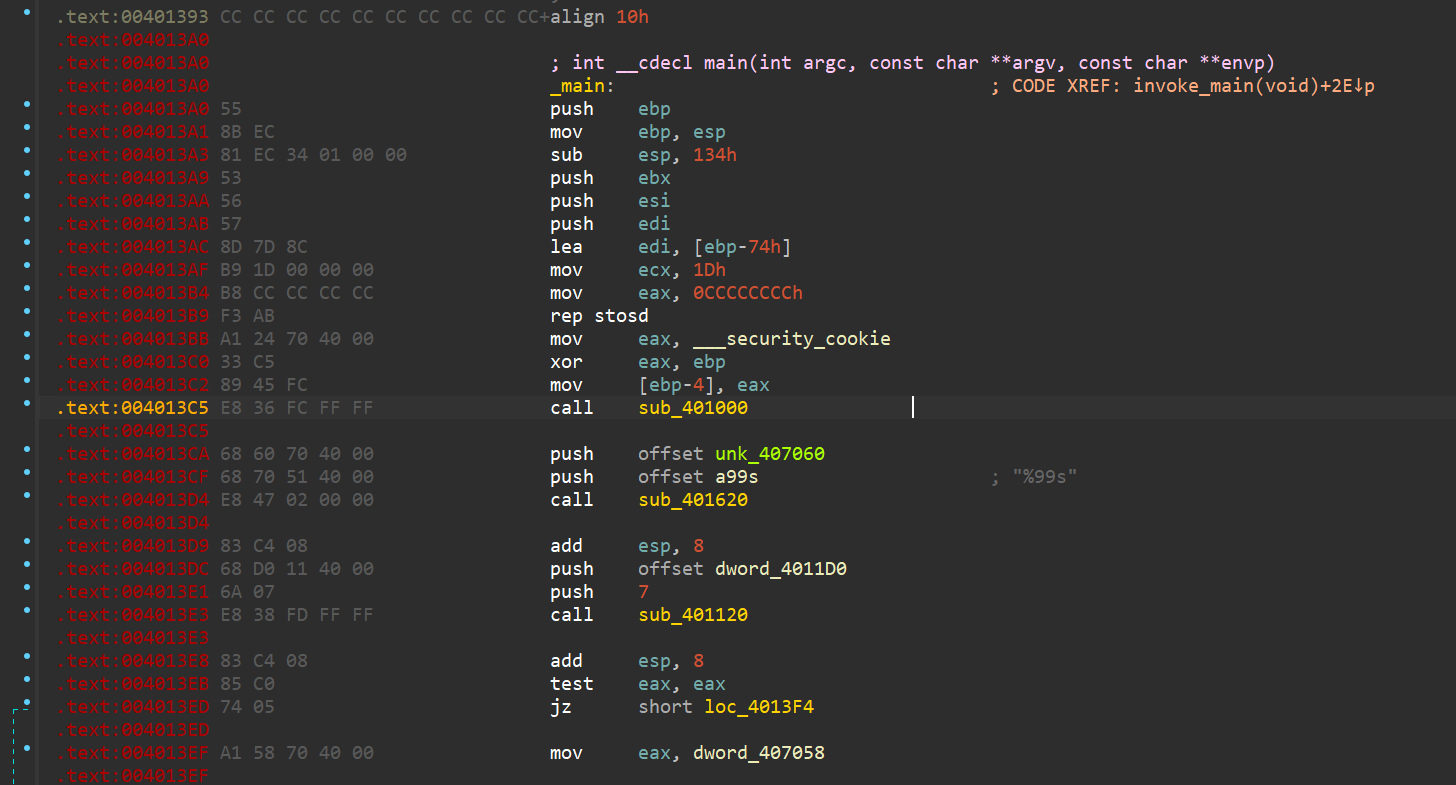 .text:00401393 CC CC CC CC CC CC CC CC CC CC+align 10h
.text:004013A0
.text:004013A0 ; int __cdecl main(int argc, const char **argv, const char **envp)
.text:004013A0 _main: ; CODE XREF: invoke_main(void)+2E↓p
.text:004013A0 55 push ebp
.text:004013A1 8B EC mov ebp, esp
.text:004013A3 81 EC 34 01 00 00 sub esp, 134h
.text:004013A9 53 push ebx
.text:004013AA 56 push esi
.text:004013AB 57 push edi
.text:004013AC 8D 7D 8C lea edi, [ebp-74h]
.text:004013AF B9 1D 00 00 00 mov ecx, 1Dh
.text:004013B4 B8 CC CC CC CC mov eax, 0CCCCCCCCh
.text:004013B9 F3 AB rep stosd
.text:004013BB A1 24 70 40 00 mov eax, ___security_cookie
.text:004013C0 33 C5 xor eax, ebp
.text:004013C2 89 45 FC mov [ebp-4], eax
.text:004013C5 E8 36 FC FF FF call sub_401000
.text:004013C5
.text:004013CA 68 60 70 40 00 push offset unk_407060
.text:004013CF 68 70 51 40 00 push offset a99s ; "%99s"
.text:004013D4 E8 47 02 00 00 call sub_401620
.text:004013D4
.text:004013D9 83 C4 08 add esp, 8
.text:004013DC 68 D0 11 40 00 push offset dword_4011D0
.text:004013E1 6A 07 push 7
.text:004013E3 E8 38 FD FF FF call sub_401120
.text:004013E3
.text:004013E8 83 C4 08 add esp, 8
.text:004013EB 85 C0 test eax, eax
.text:004013ED 74 05 jz short loc_4013F4
.text:004013ED
.text:004013EF A1 58 70 40 00 mov eax, dword_407058
.text:004013EF